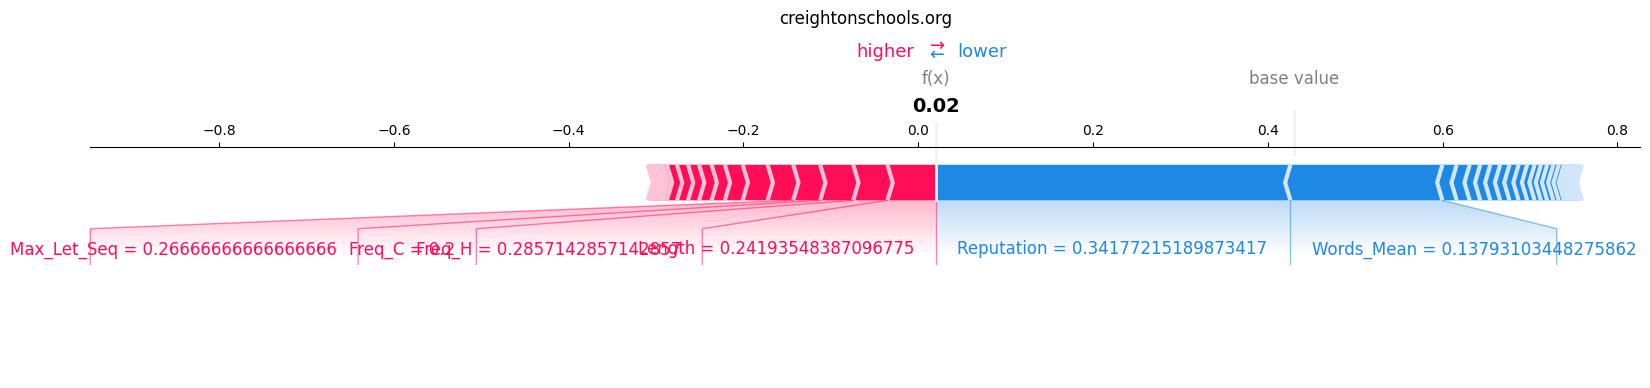 creightonschools.org
higher ⇄ lower
f(x) base value
0.02
−0.8 −0.6 −0.4 −0.2 0.0 0.2 0.4 0.6 0.8
Max_Let_Seq = 0.26666666666666666 Freq_C = 0.2 Freq_H = 0.2857142857142857 Length = 0.24193548387096775 Reputation = 0.34177215189873417 Words_Mean = 0.13793103448275862